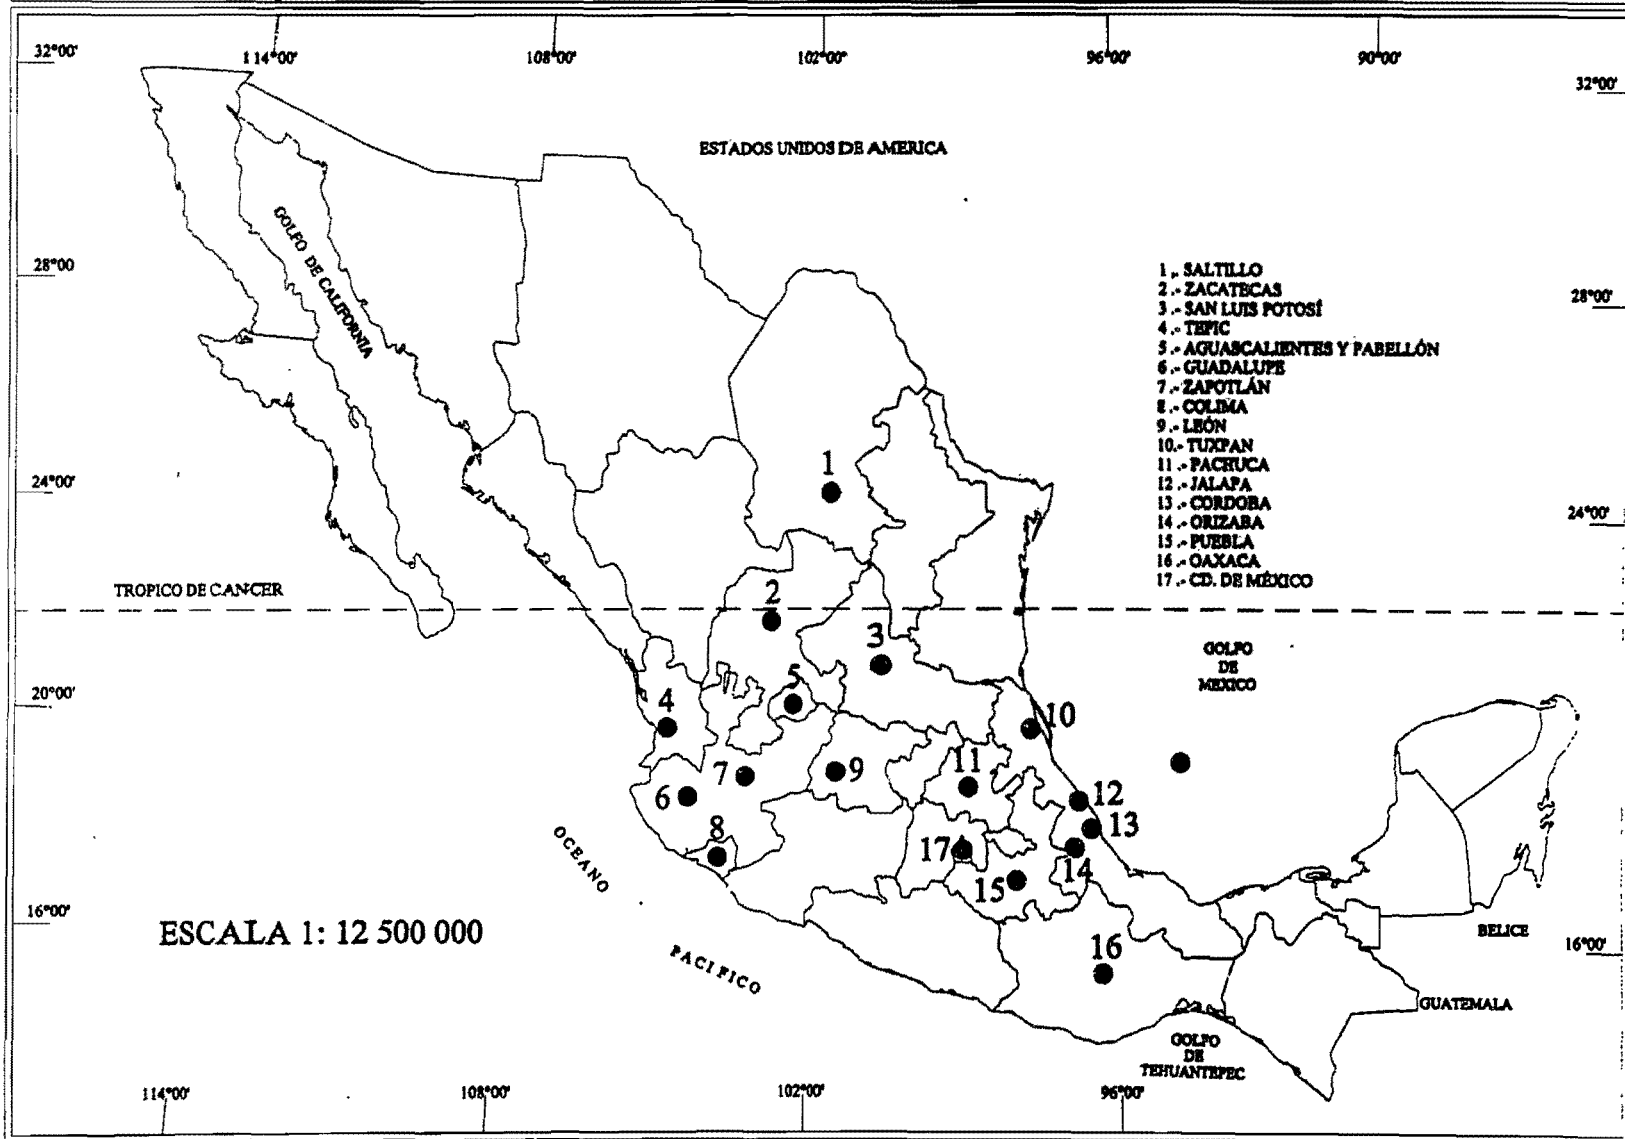 114°00'
108°00'
102°00'
96°00'
90°00'
32°00'
32°00'
ESTADOS UNIDOS DE AMERICA
GOLFO DE CALIFORNIA
28°00
28°00'
1,. SALTILLO
2.- ZACATECAS
3.- SAN LUIS POTOSÍ
4.- TEPIC
5.- AGUASCALIENTES Y PABELLÓN
6.- GUADALUPE
7.- ZAPOTLÁN
8.- COLIMA
9.- LEÓN
10.- TUXPAN
11.- PACHUCA
12.- JALAPA
13.- CORDOBA
14.- ORIZABA
15.- PUEBLA
16.- OAXACA
17.- CD. DE MÉXICO
1
24°00'
24°00'
TROPICO DE CANCER
2
3
GOLFO
DE
MEXICO
20°00'
4
5
10
7
9
11
6
12
8
13
17
14
15
OCEANO
PACIFICO
16°00'
ESCALA 1: 12 500 000
16
BELICE
16°00'
GUATEMALA
GOLFO
DE
TEHUANTEPEC
114°00'
108°00'
102°00'
96°00'